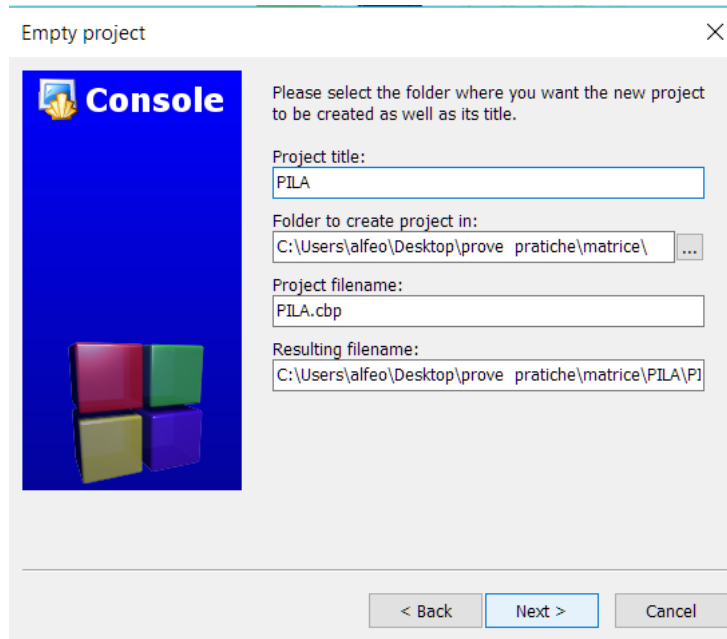 Empty project
Console
Please select the folder where you want the new project
to be created as well as its title.
Project title:
PILA
Folder to create project in:
C:\Users\alfeo\Desktop\prove  pratiche\matrice\
...
Project filename:
PILA.cbp
Resulting filename:
C:\Users\alfeo\Desktop\prove  pratiche\matrice\PILA\PI
< Back
Next >
Cancel